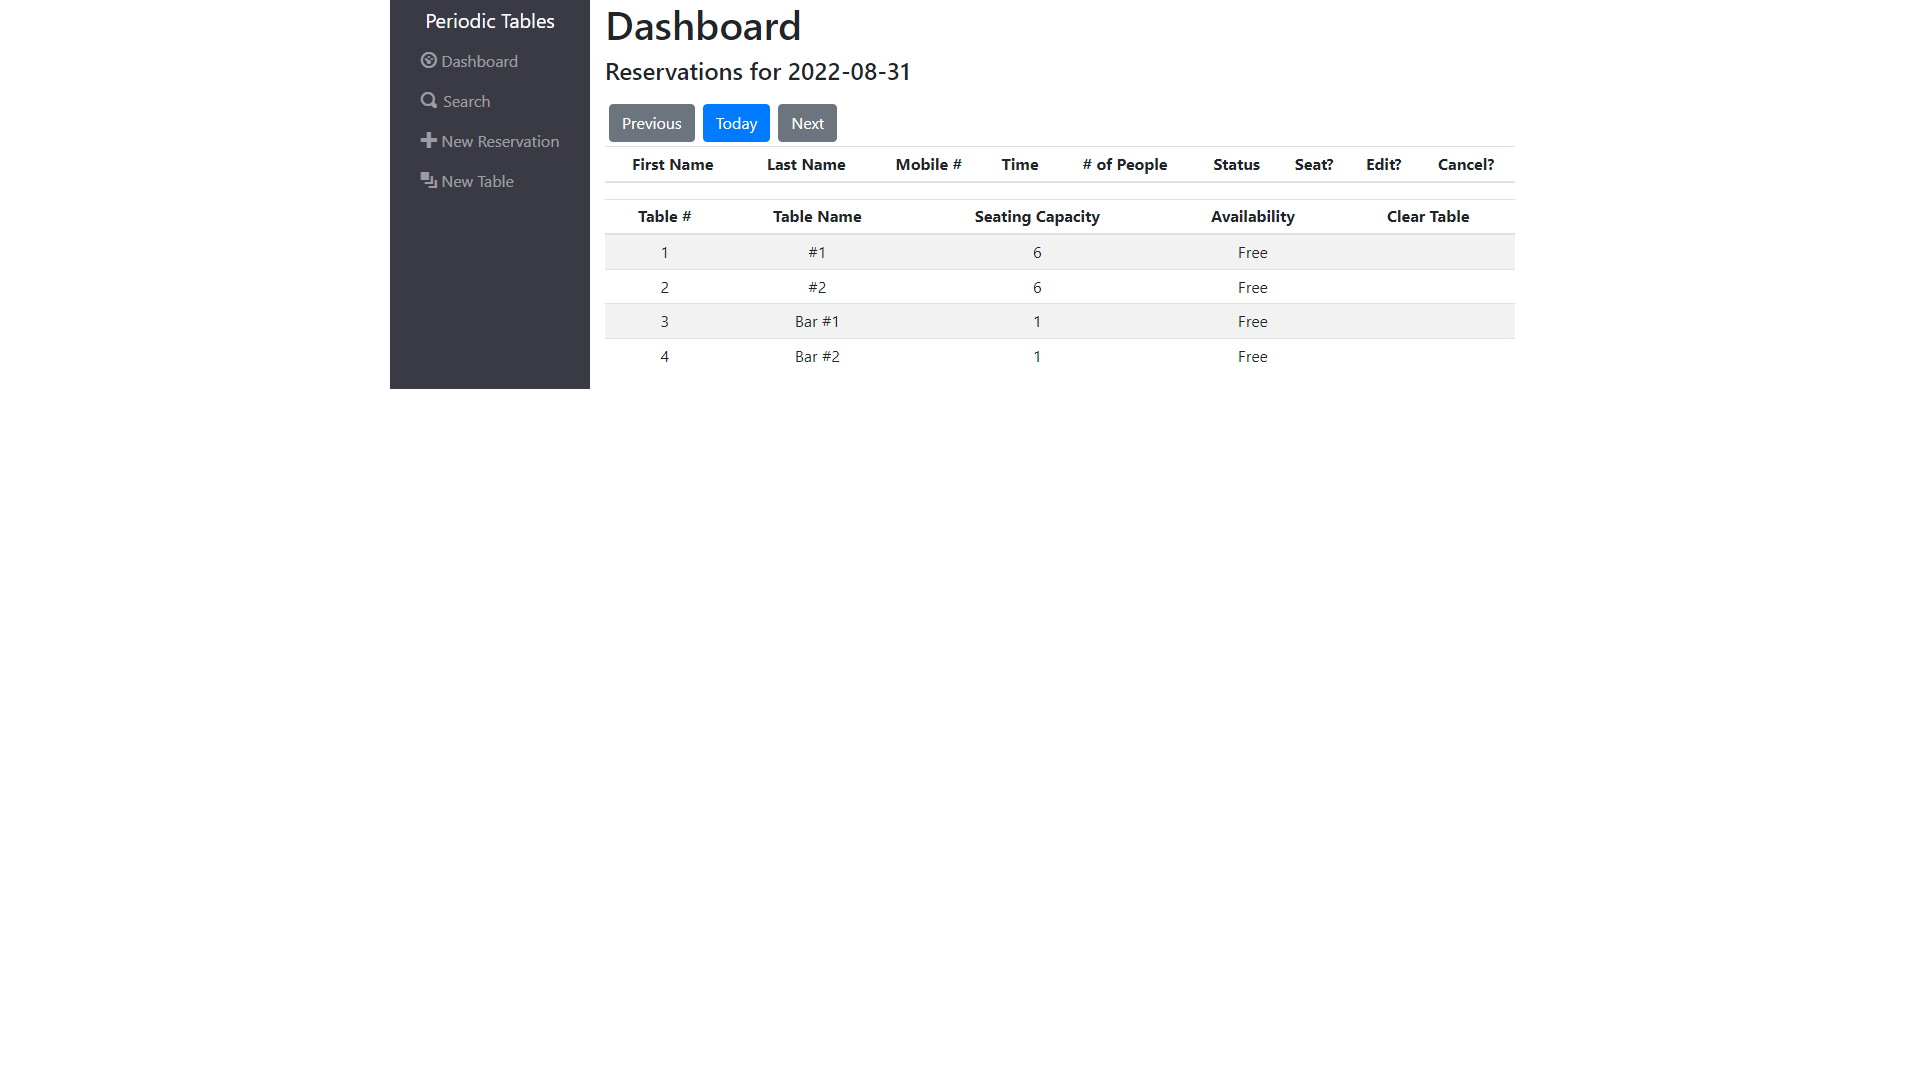 Periodic Tables
Dashboard
Search
New Reservation
New Table
Dashboard
Reservations for 2022-08-31
Previous Today Next
First Name Last Name Mobile # Time # of People Status Seat? Edit? Cancel?
Table # Table Name Seating Capacity Availability Clear Table
1 #1 6 Free
2 #2 6 Free
3 Bar #1 1 Free
4 Bar #2 1 Free